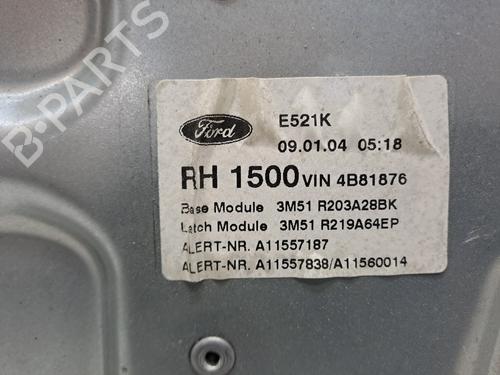 Ford E521K
09.01.04 05:18
RH 1500 VIN 4B81876
Base Module 3M51 R203A28BK
Latch Module 3M51 R219A64EP
ALERT-NR. A11557187
ALERT-NR. A11557838/A11560014
B-PARTS